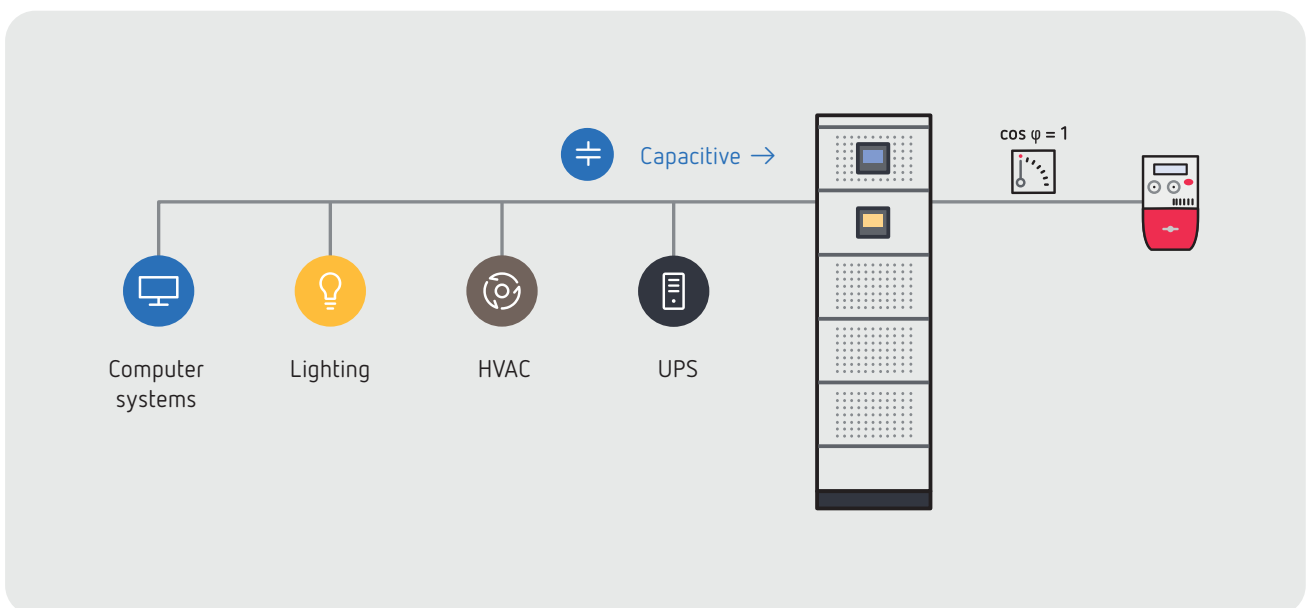 Capacitive →
cos φ = 1
Computer
systems
Lighting
HVAC
UPS